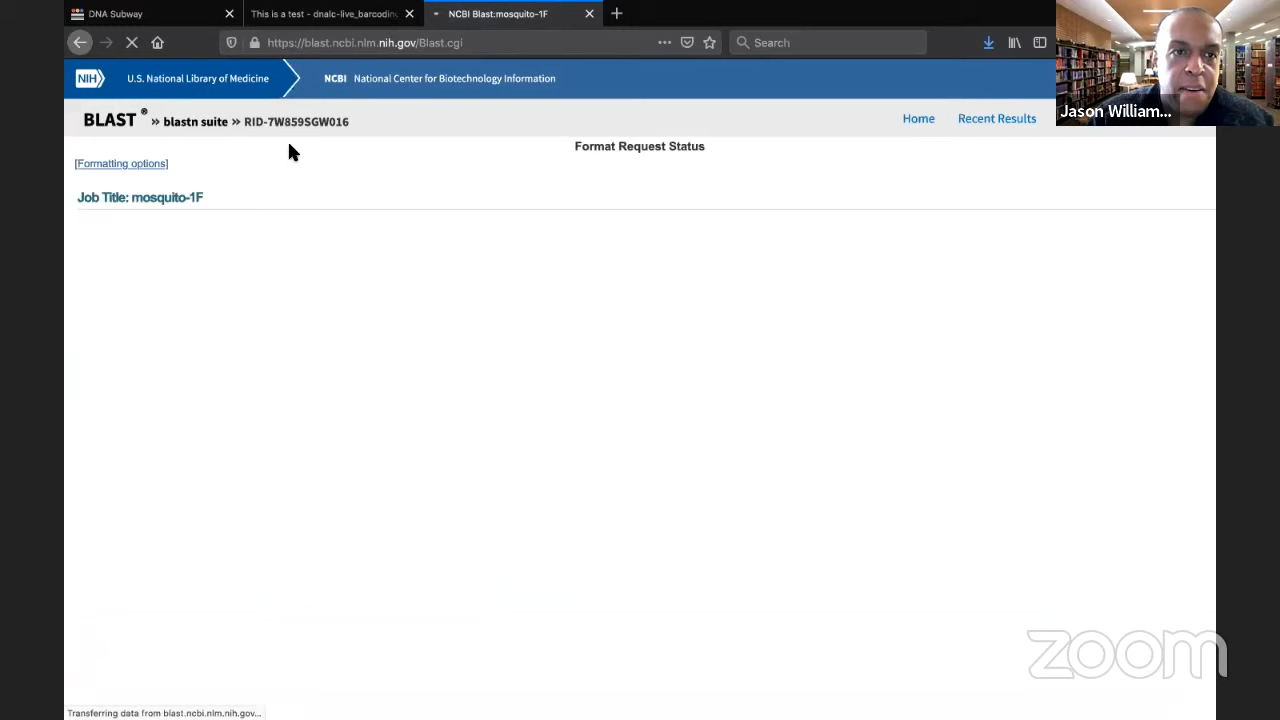 DNA Subway
This is a test - dnalc-live_barcoding
NCBI Blast:mosquito-1F
https://blast.ncbi.nlm.nih.gov/Blast.cgi
Search
NIH
U.S. National Library of Medicine
NCBI National Center for Biotechnology Information
Jason William...
BLAST ® » blastn suite » RID-7W859SGW016
Home
Recent Results
Format Request Status
[Formatting options]
Job Title: mosquito-1F
zoom
Transferring data from blast.ncbi.nlm.nih.gov...